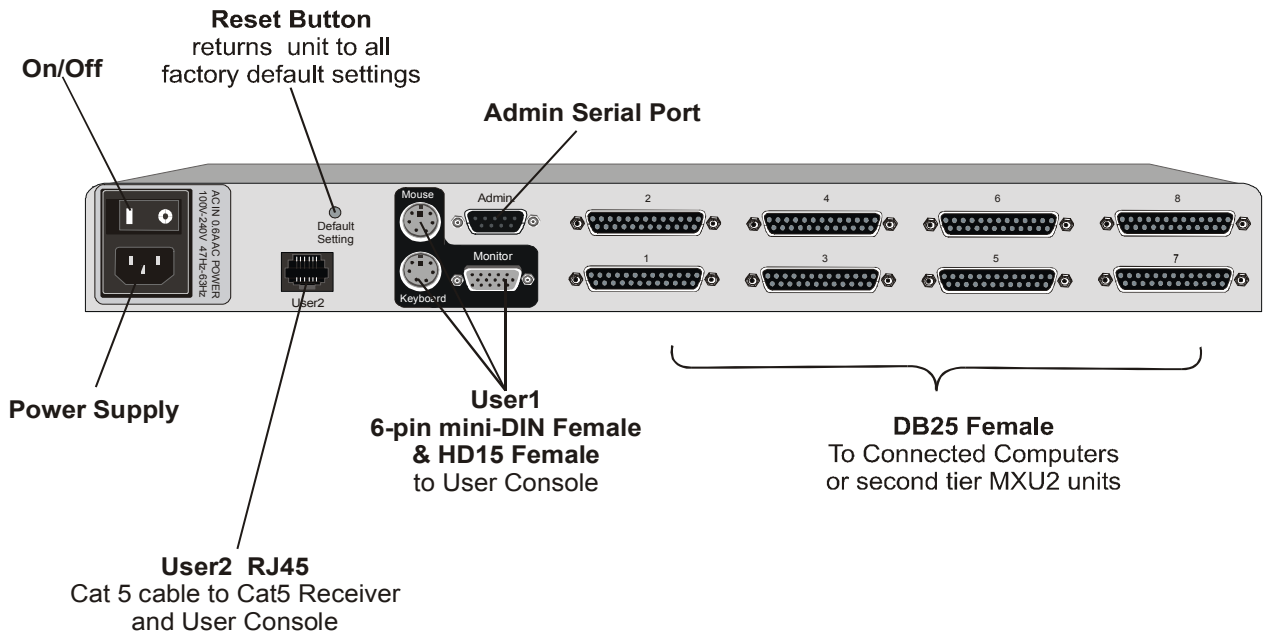 Reset Button
returns unit to all
factory default settings
On/Off
Admin Serial Port
AC IN 0.6A AC POWER
100V-240V 47Hz-63Hz
Default
Setting
User2
Mouse
Keyboard
Admin.
Monitor
2
4
6
8
1
3
5
7
Power Supply
User1
6-pin mini-DIN Female
& HD15 Female
to User Console
DB25 Female
To Connected Computers
or second tier MXU2 units
User2 RJ45
Cat 5 cable to Cat5 Receiver
and User Console